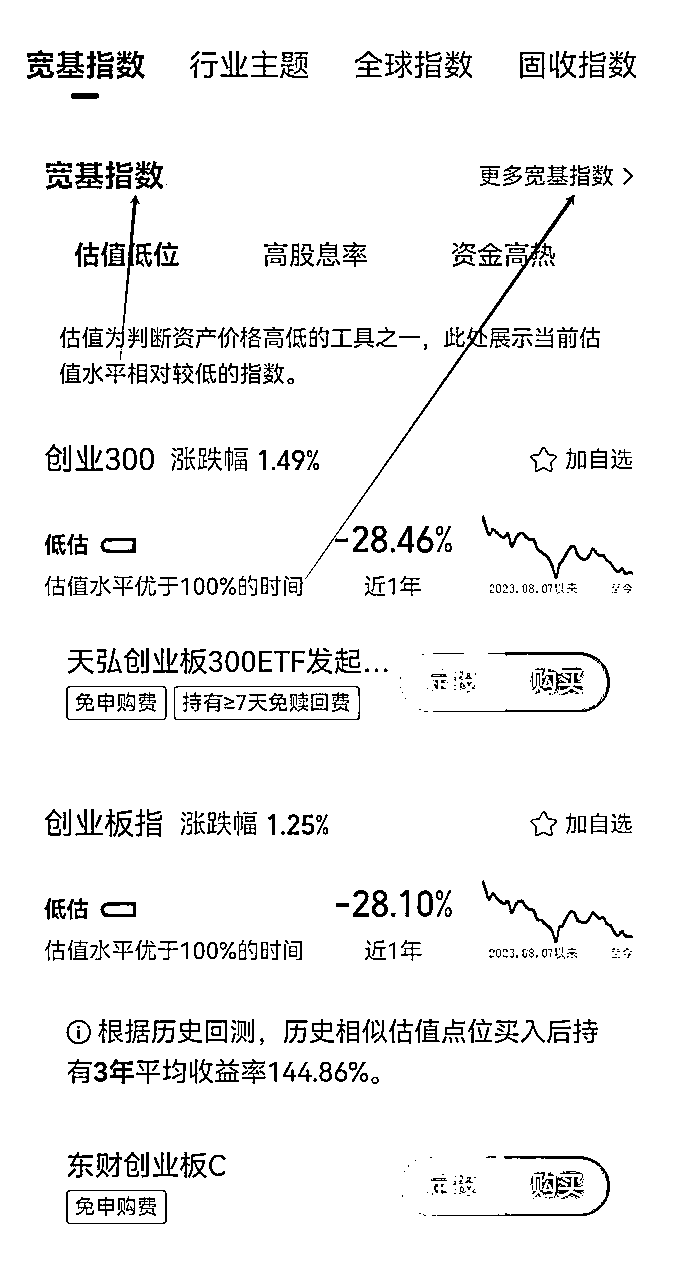 宽基指数 行业主题 全球指数 固收指数
宽基指数 更多宽基指数
估值低位 高股息率 资金高热
估值为判断资产价格高低的工具之一，此处展示当前估
值水平相对较低的指数。
创业300 涨跌幅 1.49% 加自选
低估 -28.46%
估值水平优于100%的时间 近1年 2023.08.07以来 至今
天弘创业板300ETF发起... 定投 购买
免申购费 持有≥7天免赎回费
创业板指 涨跌幅 1.25% 加自选
低估 -28.10%
估值水平优于100%的时间 近1年 2023.08.07以来 至今
根据历史回测，历史相似估值点位买入后持
有3年平均收益率144.86%。
东财创业板C 定投 购买
免申购费